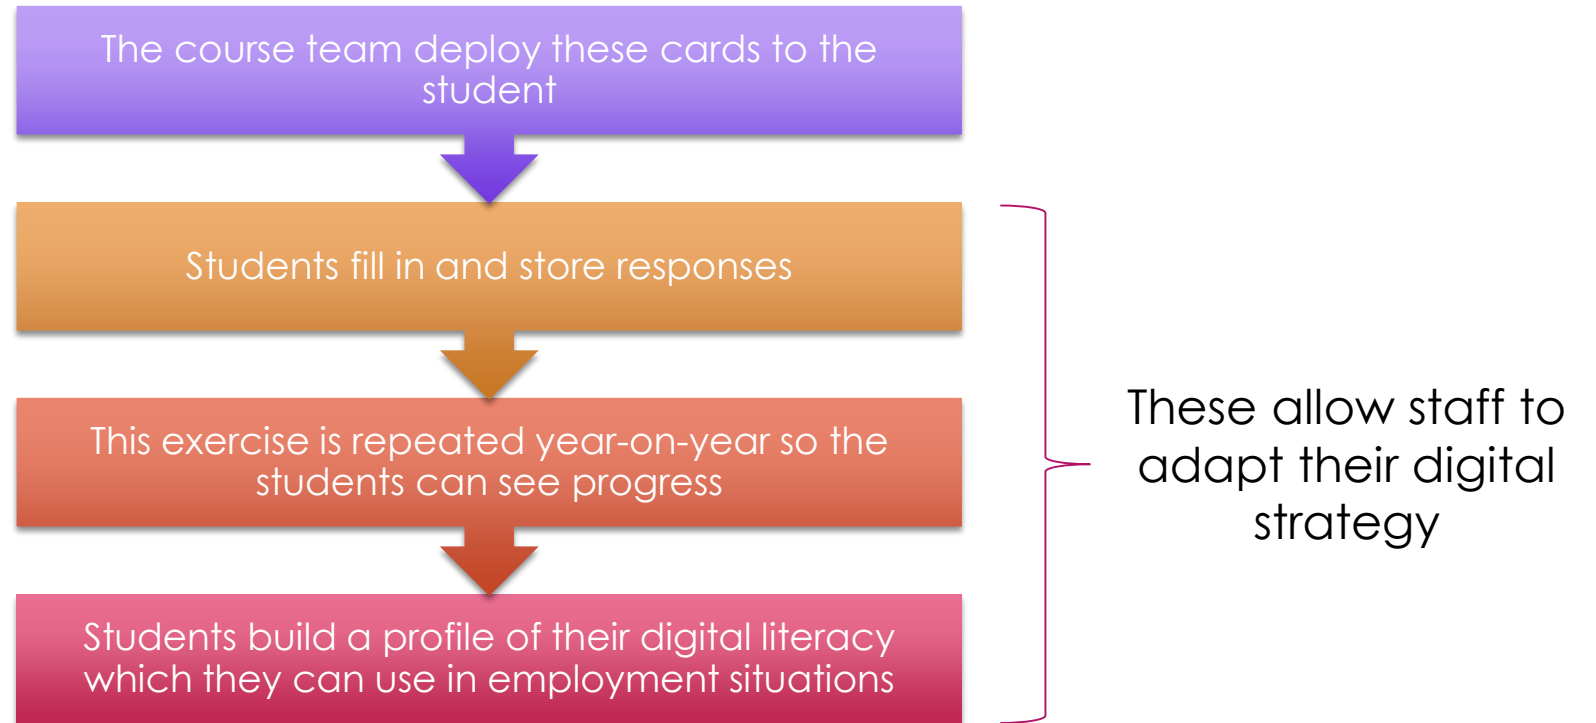 The course team deploy these cards to the
student
Students fill in and store responses
This exercise is repeated year-on-year so the
students can see progress
Students build a profile of their digital literacy
which they can use in employment situations
These allow staff to
adapt their digital
strategy